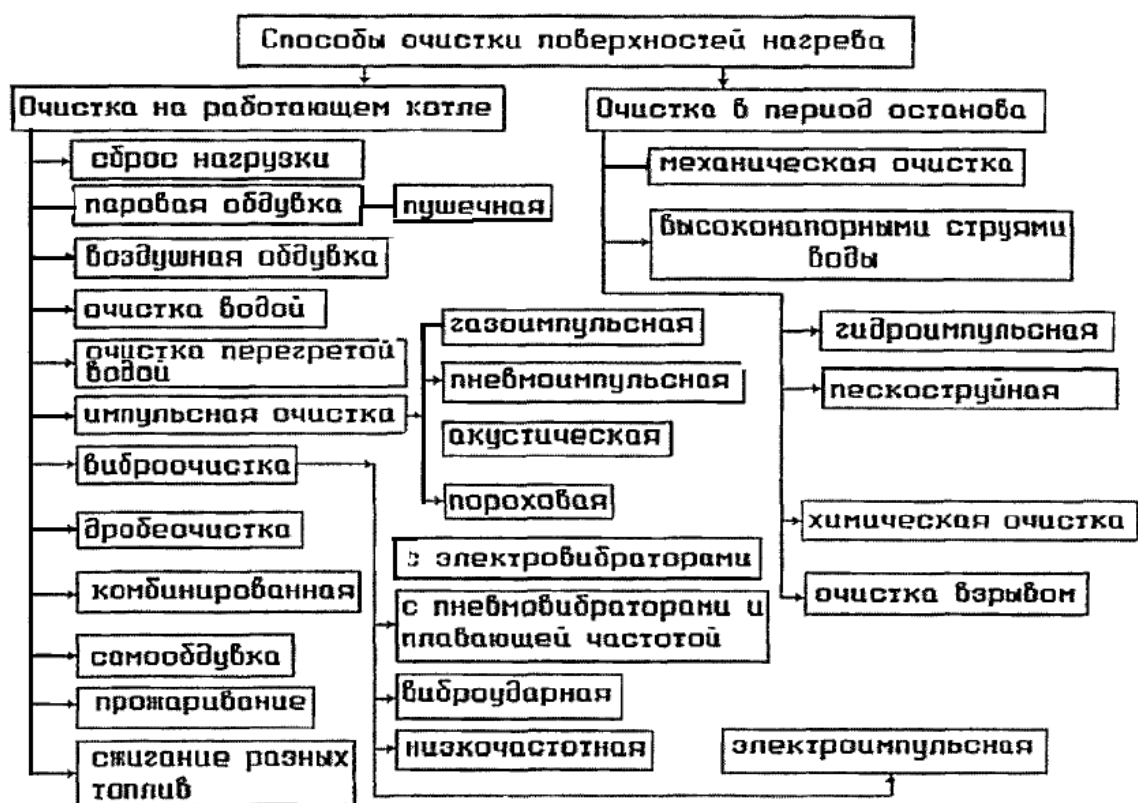 Способы очистки поверхностей нагрева
Очистка на работающем котле
сброс нагрузки
паровая обдувка
пушечная
воздушная обдувка
очистка водой
очистка перегретой
водой
импульсная очистка
газоимпульсная
пневмоимпульсная
акустическая
пороховая
виброочистка
с электровибраторами
с пневмовибраторами и
плавающей частотой
виброударная
низкочастотная
электроимпульсная
дробеочистка
комбинированная
самообдувка
прожаривание
сжигание разных
топлив
Очистка в период останова
механическая очистка
высоконапорными струями
воды
гидроимпульсная
пескоструйная
химическая очистка
очистка взрывом